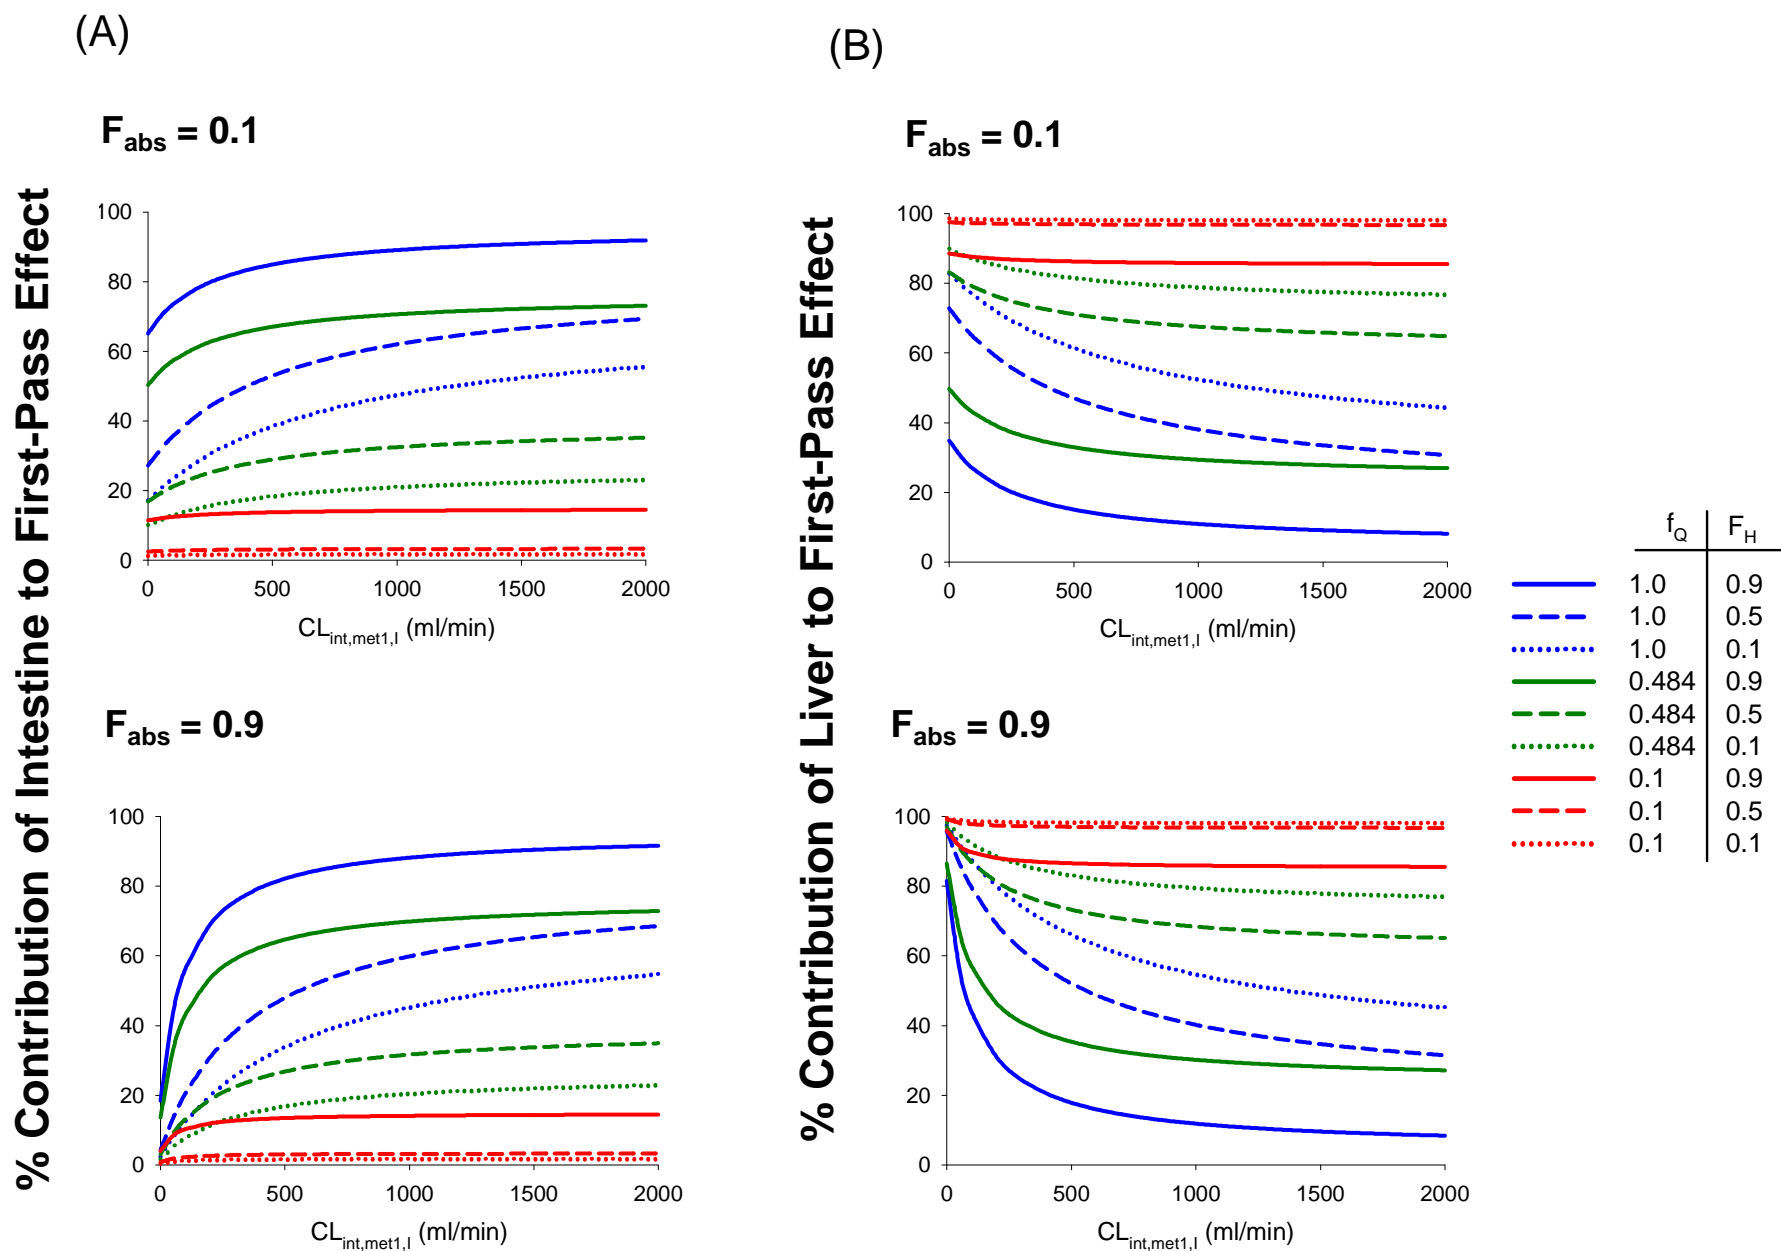 (A)
(B)
% Contribution of Intestine to First-Pass Effect
F_abs = 0.1
100
80
60
40
20
0
0 500 1000 1500 2000
CL_int,met1,I (ml/min)
F_abs = 0.9
100
80
60
40
20
0
0 500 1000 1500 2000
CL_int,met1,I (ml/min)
% Contribution of Liver to First-Pass Effect
F_abs = 0.1
100
80
60
40
20
0
0 500 1000 1500 2000
CL_int,met1,I (ml/min)
F_abs = 0.9
100
80
60
40
20
0
0 500 1000 1500 2000
CL_int,met1,I (ml/min)
f_Q F_H
1.0 0.9
1.0 0.5
1.0 0.1
0.484 0.9
0.484 0.5
0.484 0.1
0.1 0.9
0.1 0.5
0.1 0.1